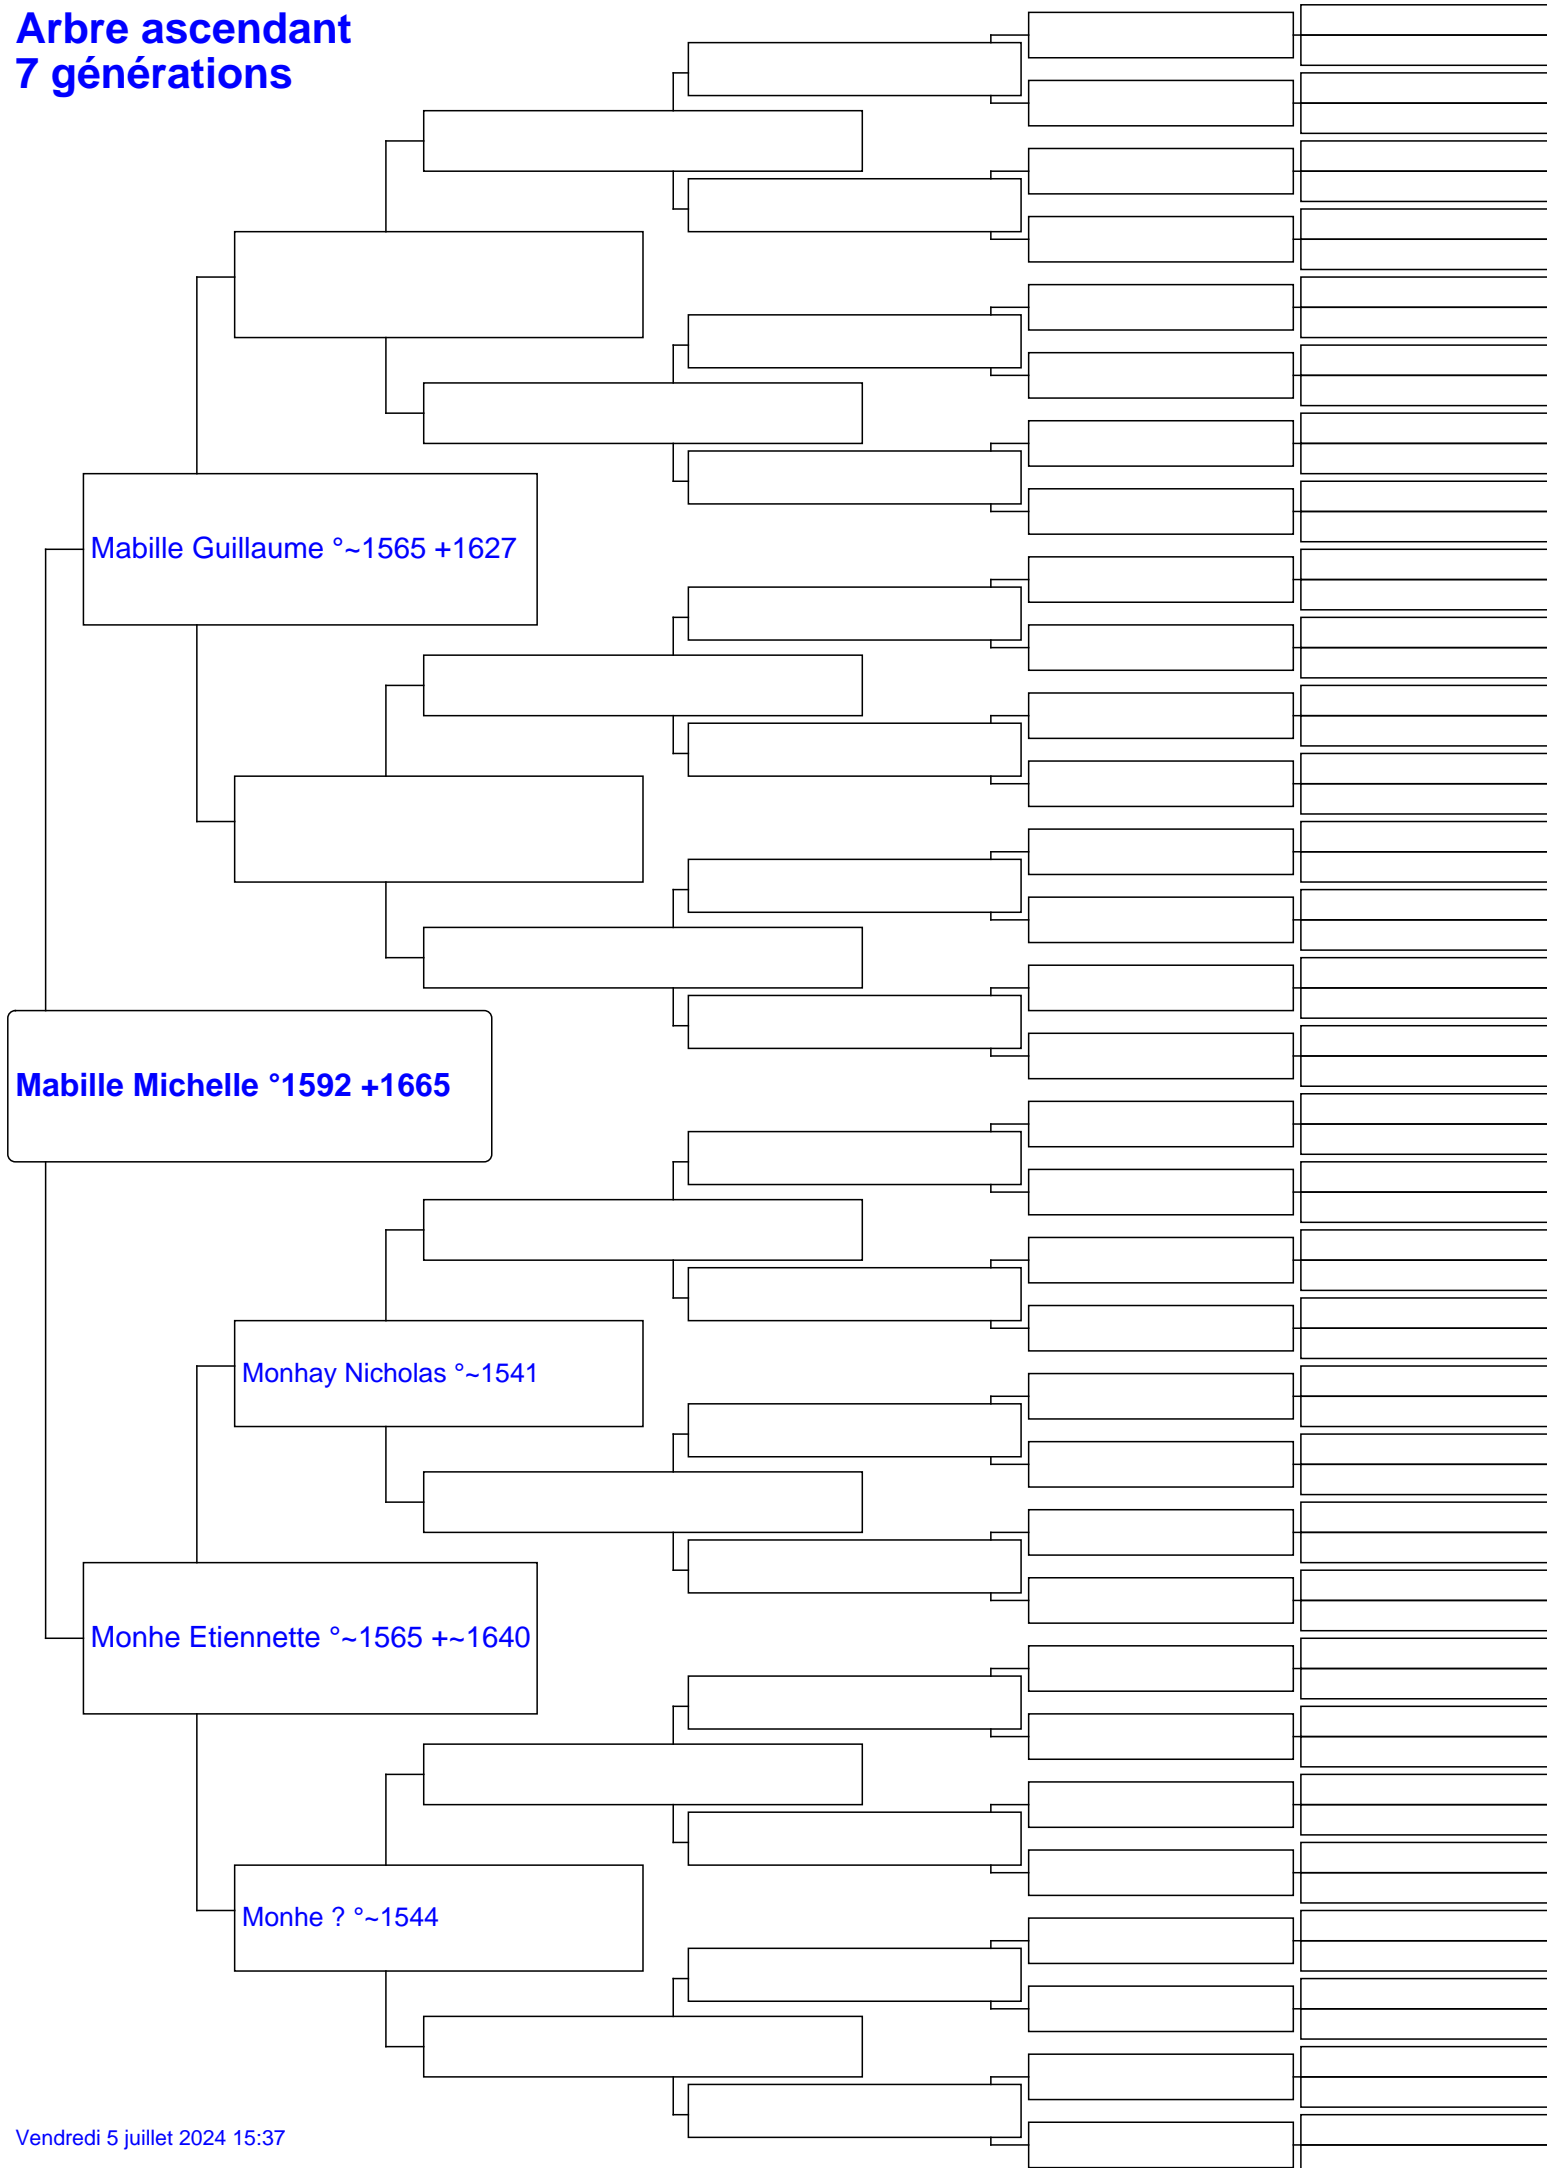 Arbre ascendant
7 générations
Mabille Guillaume °~1565 +1627
Mabille Michelle °1592 +1665
Monhay Nicholas °~1541
Monhe Etiennette °~1565 +~1640
Monhe ? °~1544
Vendredi 5 juillet 2024 15:37